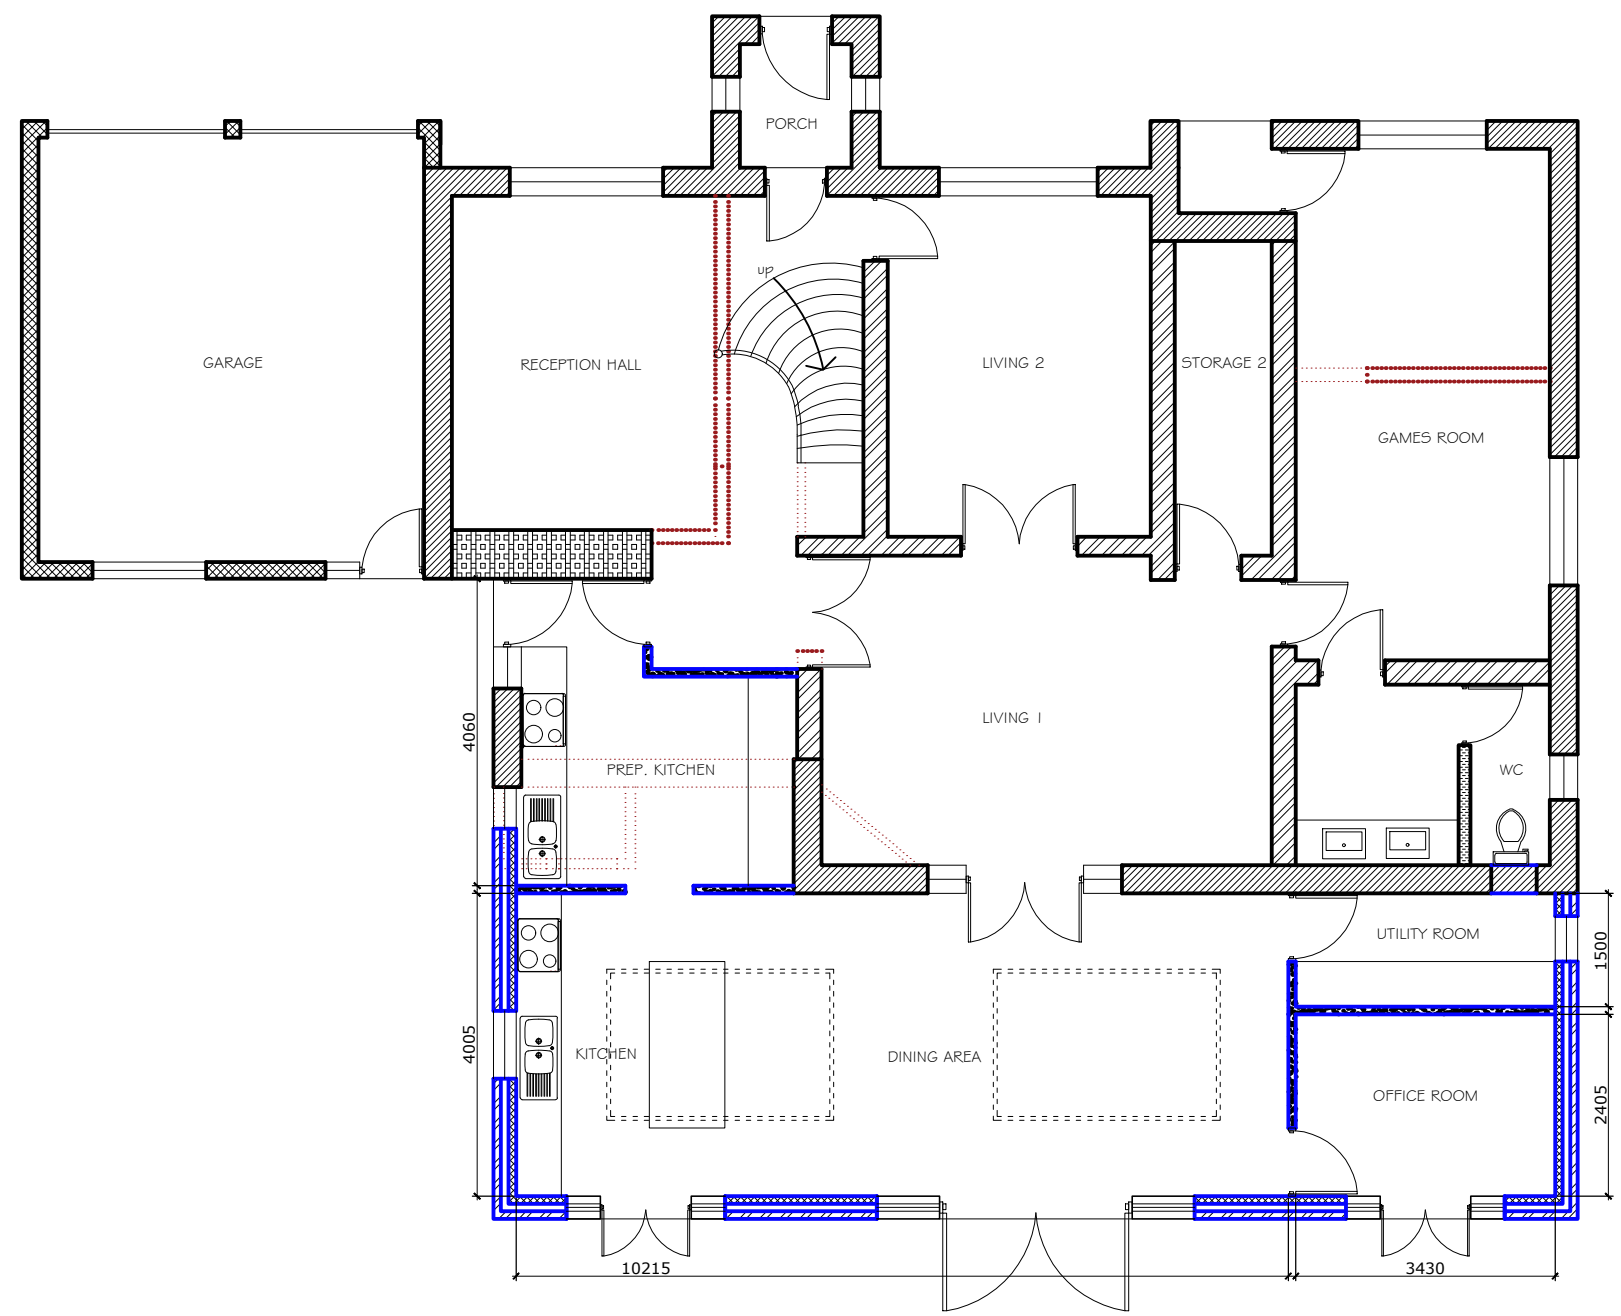 PORCH
up
GARAGE
RECEPTION HALL
LIVING 2
STORAGE 2
GAMES ROOM
4060
LIVING 1
PREP. KITCHEN
WC
UTILITY ROOM
1500
4005
KITCHEN
DINING AREA
OFFICE ROOM
2405
10215
3430